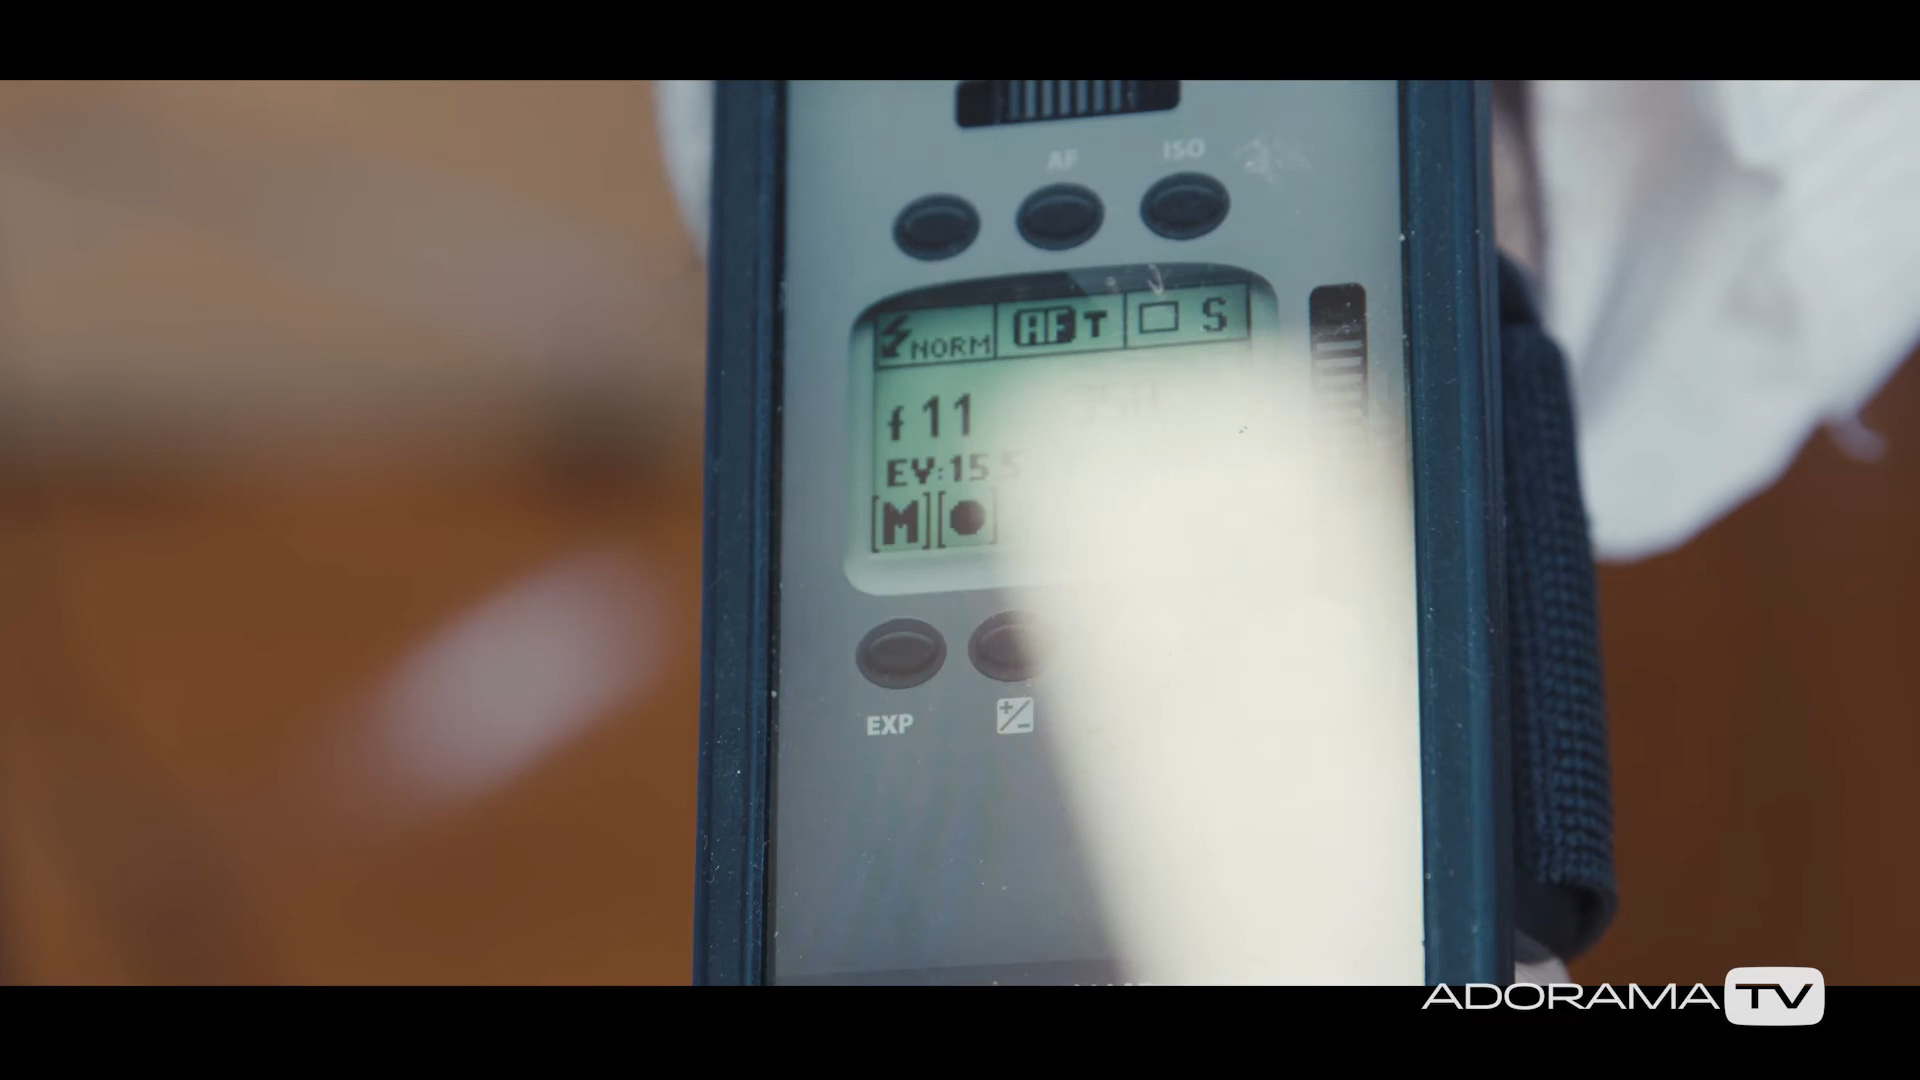 AF ISO
NORM AF T S
f 11
EV:15.5
[M][●]
EXP
+/-
ADORAMA TV